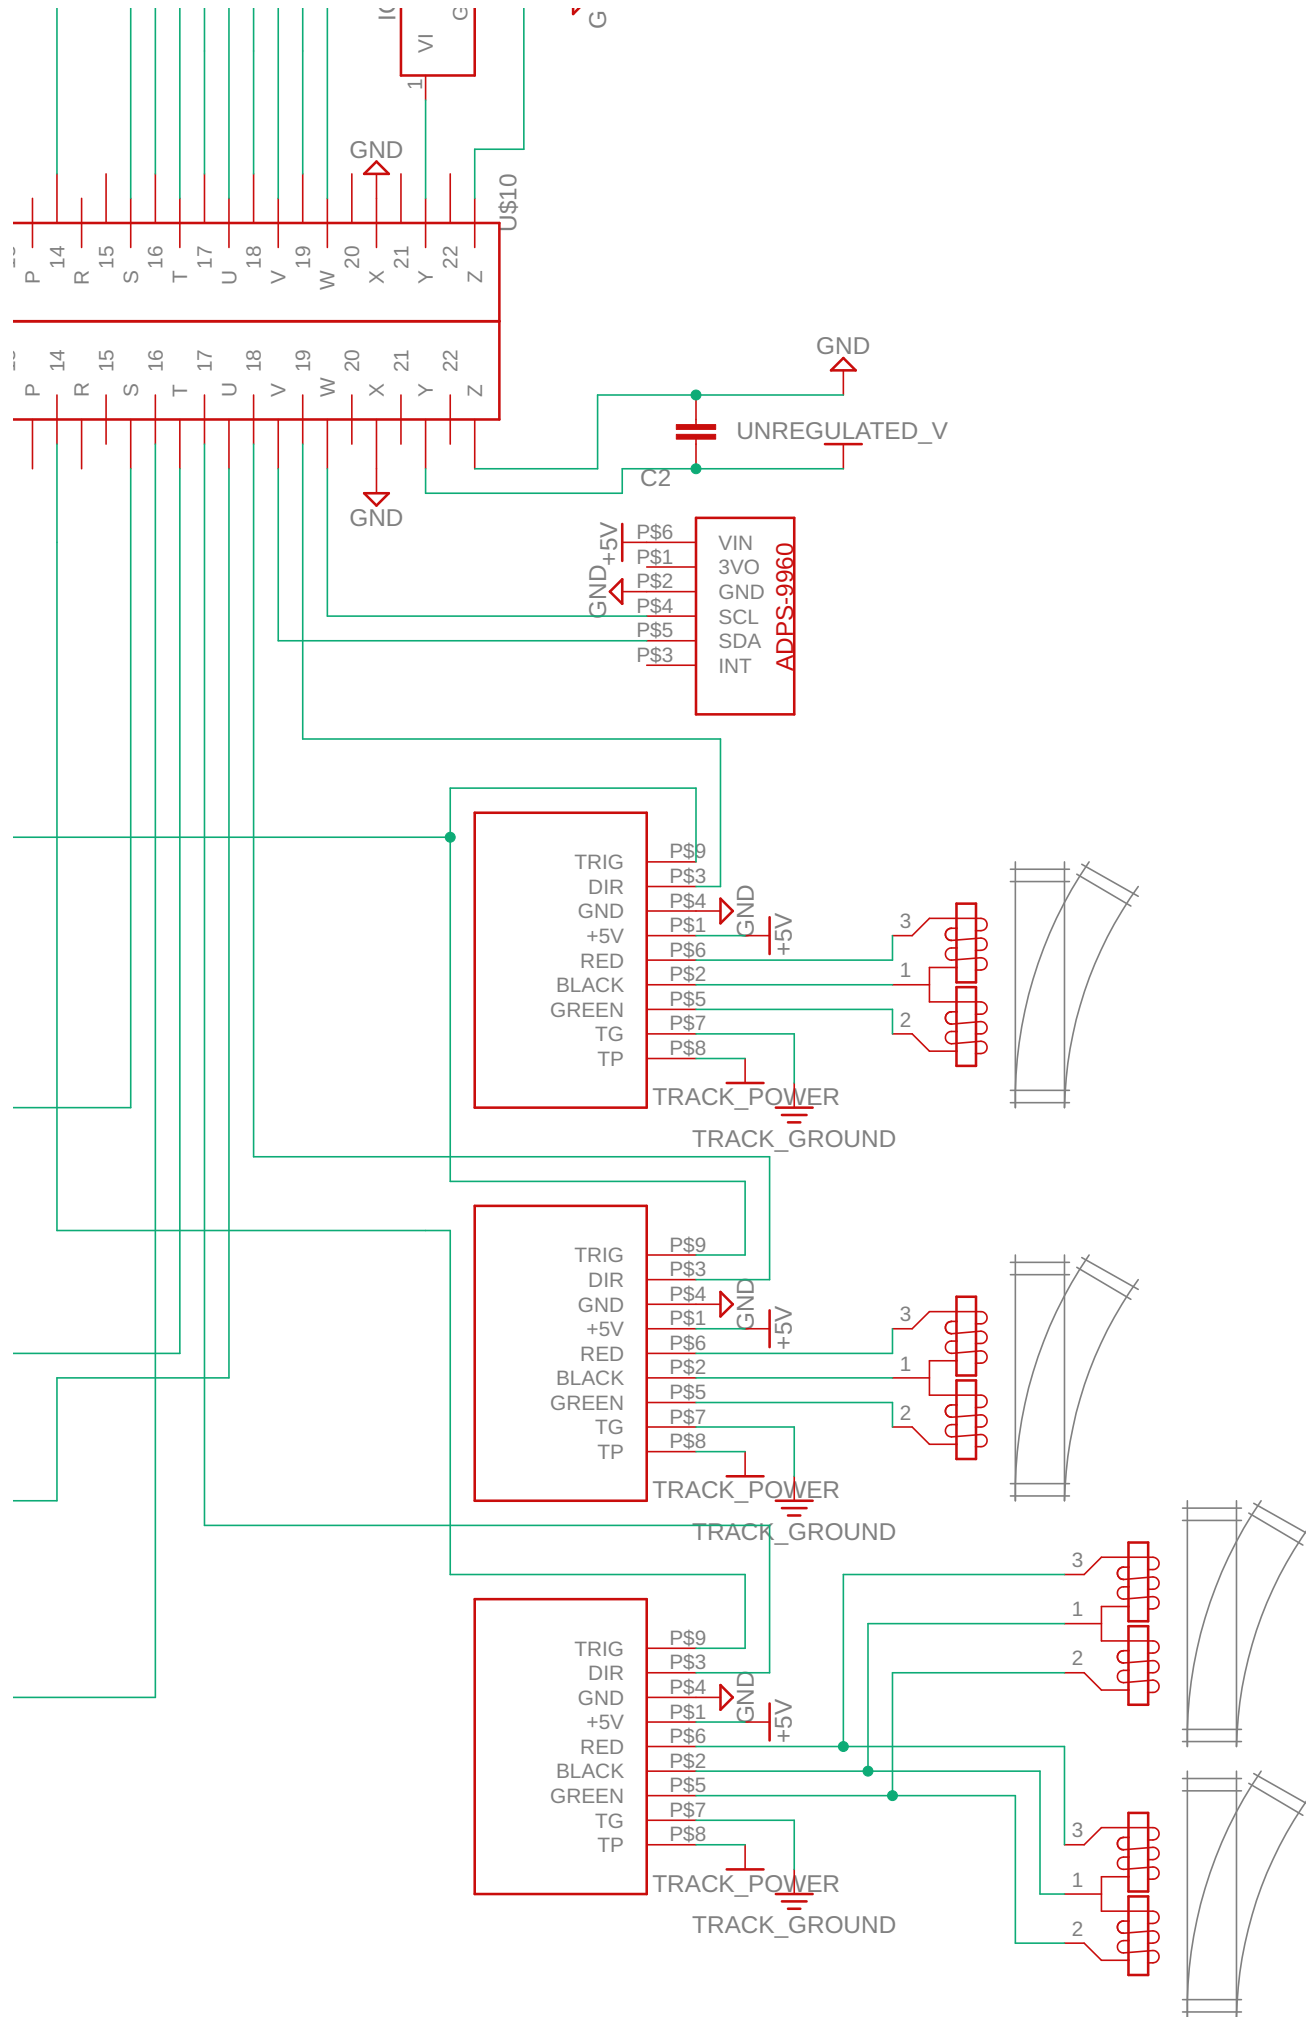 G
VI
1
GND
U$10
P 14 R 15 S 16 T 17 U 18 V 19 W 20 X 21 Y 22 Z
P 14 R 15 S 16 T 17 U 18 V 19 W 20 X 21 Y 22 Z
GND
UNREGULATED_V
C2
GND
+5V P$6 VIN
P$1 3VO
GND P$2 GND
P$4 SCL
P$5 SDA
P$3 INT
ADPS-9960
TRIG P$9
DIR P$3
GND P$4 GND
+5V P$1 +5V
RED P$6 3
BLACK P$2 1
GREEN P$5 2
TG P$7
TP P$8
TRACK_POWER
TRACK_GROUND
TRIG P$9
DIR P$3
GND P$4 GND
+5V P$1 +5V
RED P$6 3
BLACK P$2 1
GREEN P$5 2
TG P$7
TP P$8
TRACK_POWER
TRACK_GROUND
3
1
2
TRIG P$9
DIR P$3
GND P$4 GND
+5V P$1 +5V
RED P$6
BLACK P$2
GREEN P$5
TG P$7
TP P$8
TRACK_POWER
TRACK_GROUND
3
1
2